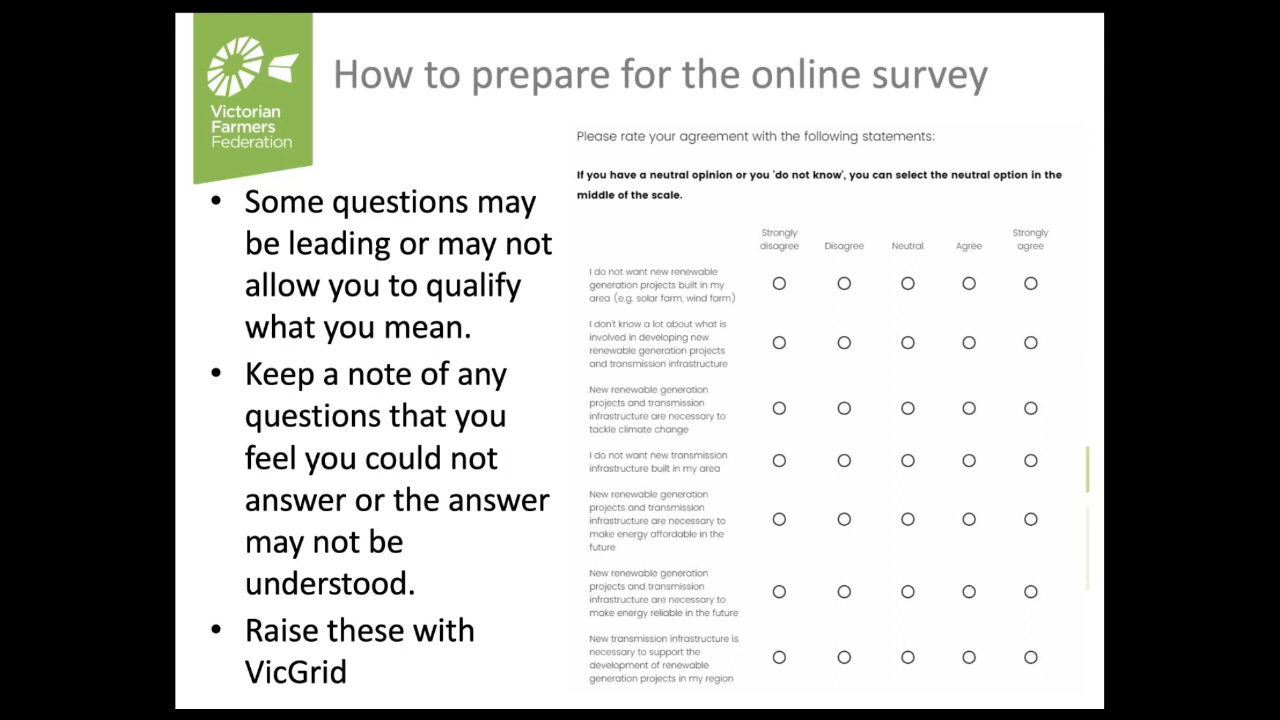 Victorian
Farmers
Federation
How to prepare for the online survey
• Some questions may
be leading or may not
allow you to qualify
what you mean.
• Keep a note of any
questions that you
feel you could not
answer or the answer
may not be
understood.
• Raise these with
VicGrid
Please rate your agreement with the following statements:
If you have a neutral opinion or you 'do not know', you can select the neutral option in the
middle of the scale.
Strongly
disagree
Disagree
Neutral
Agree
Strongly
agree
I do not want new renewable
generation projects built in my
area (e.g. solar farm, wind farm)
I don't know a lot about what is
involved in developing new
renewable generation projects
and transmission infrastructure
New renewable generation
projects and transmission
infrastructure are necessary to
tackle climate change
I do not want new transmission
infrastructure built in my area
New renewable generation
projects and transmission
infrastructure are necessary to
make energy affordable in the
future
New renewable generation
projects and transmission
infrastructure are necessary to
make energy reliable in the future
New transmission infrastructure is
necessary to support the
development of renewable
generation projects in my region